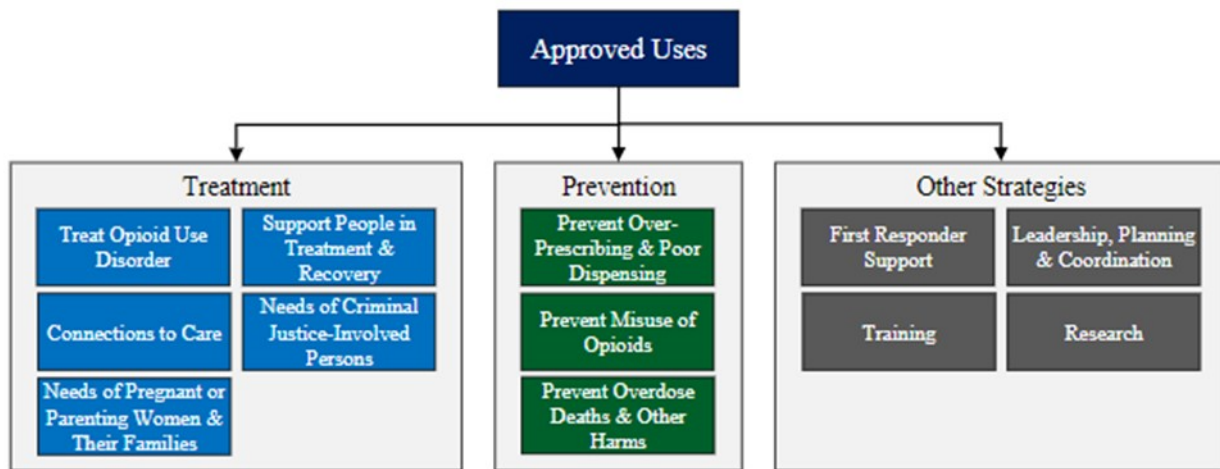 Approved Uses
Treatment
Treat Opioid Use
Disorder
Support People in
Treatment &
Recovery
Connections to Care
Needs of Criminal
Justice-Involved
Persons
Needs of Pregnant or
Parenting Women &
Their Families
Prevention
Prevent Over-
Prescribing & Poor
Dispensing
Prevent Misuse of
Opioids
Prevent Overdose
Deaths & Other
Harms
Other Strategies
First Responder
Support
Leadership, Planning
& Coordination
Training
Research